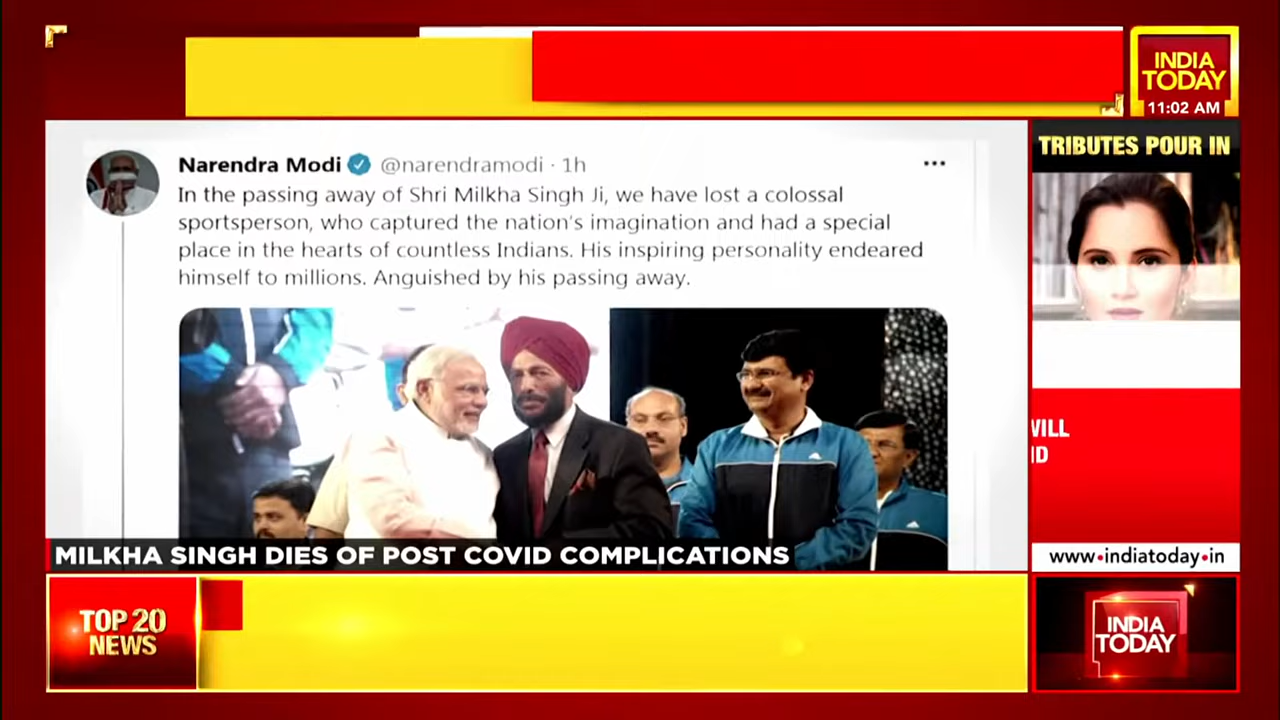 INDIA
TODAY
11:02 AM
Narendra Modi @narendramodi · 1h
In the passing away of Shri Milkha Singh Ji, we have lost a colossal
sportsperson, who captured the nation's imagination and had a special
place in the hearts of countless Indians. His inspiring personality endeared
himself to millions. Anguished by his passing away.
TRIBUTES POUR IN
WILL
MILKHA SINGH DIES OF POST COVID COMPLICATIONS
www•indiatoday•in
TOP 20
NEWS
INDIA
TODAY